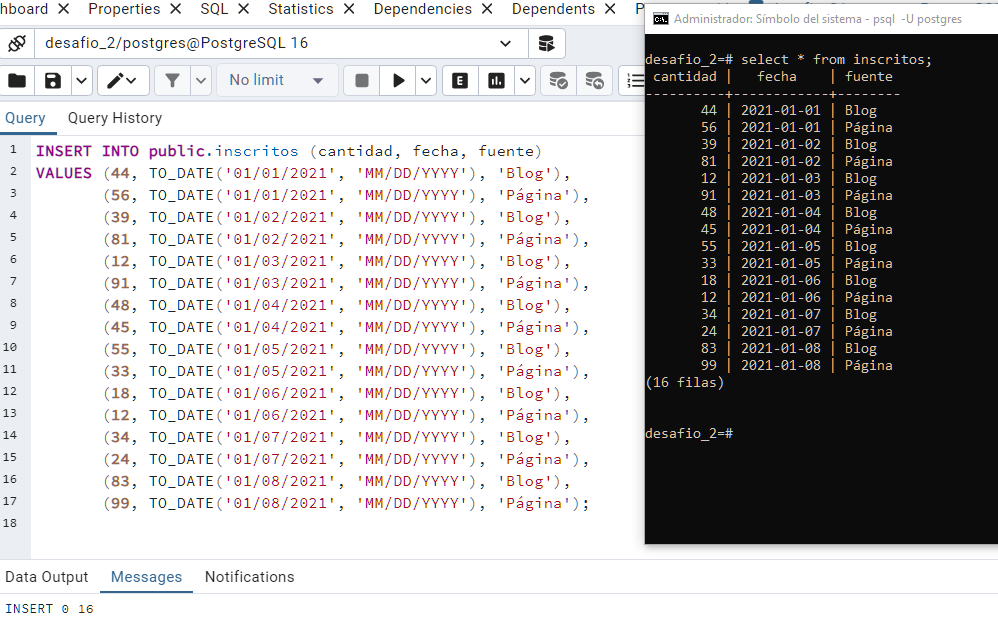 hboard X Properties X SQL X Statistics X Dependencies X Dependents X P
desafio_2/postgres@PostgreSQL 16
No limit
E
Query Query History
1 INSERT INTO public.inscritos (cantidad, fecha, fuente)
2 VALUES (44, TO_DATE('01/01/2021', 'MM/DD/YYYY'), 'Blog'),
3 (56, TO_DATE('01/01/2021', 'MM/DD/YYYY'), 'Página'),
4 (39, TO_DATE('01/02/2021', 'MM/DD/YYYY'), 'Blog'),
5 (81, TO_DATE('01/02/2021', 'MM/DD/YYYY'), 'Página'),
6 (12, TO_DATE('01/03/2021', 'MM/DD/YYYY'), 'Blog'),
7 (91, TO_DATE('01/03/2021', 'MM/DD/YYYY'), 'Página'),
8 (48, TO_DATE('01/04/2021', 'MM/DD/YYYY'), 'Blog'),
9 (45, TO_DATE('01/04/2021', 'MM/DD/YYYY'), 'Página'),
10 (55, TO_DATE('01/05/2021', 'MM/DD/YYYY'), 'Blog'),
11 (33, TO_DATE('01/05/2021', 'MM/DD/YYYY'), 'Página'),
12 (18, TO_DATE('01/06/2021', 'MM/DD/YYYY'), 'Blog'),
13 (12, TO_DATE('01/06/2021', 'MM/DD/YYYY'), 'Página'),
14 (34, TO_DATE('01/07/2021', 'MM/DD/YYYY'), 'Blog'),
15 (24, TO_DATE('01/07/2021', 'MM/DD/YYYY'), 'Página'),
16 (83, TO_DATE('01/08/2021', 'MM/DD/YYYY'), 'Blog'),
17 (99, TO_DATE('01/08/2021', 'MM/DD/YYYY'), 'Página');
18
Data Output Messages Notifications
INSERT 0 16
Administrador: Símbolo del sistema - psql -U postgres
desafio_2=# select * from inscritos;
cantidad | fecha | fuente
----------+------------+--------
44 | 2021-01-01 | Blog
56 | 2021-01-01 | Página
39 | 2021-01-02 | Blog
81 | 2021-01-02 | Página
12 | 2021-01-03 | Blog
91 | 2021-01-03 | Página
48 | 2021-01-04 | Blog
45 | 2021-01-04 | Página
55 | 2021-01-05 | Blog
33 | 2021-01-05 | Página
18 | 2021-01-06 | Blog
12 | 2021-01-06 | Página
34 | 2021-01-07 | Blog
24 | 2021-01-07 | Página
83 | 2021-01-08 | Blog
99 | 2021-01-08 | Página
(16 filas)
desafio_2=#